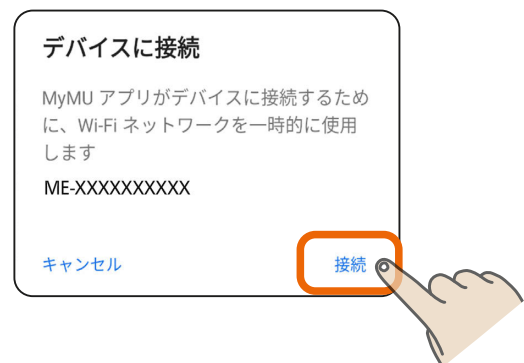 デバイスに接続
MyMU アプリがデバイスに接続するため
に、Wi-Fi ネットワークを一時的に使用
します
ME-XXXXXXXXXX
キャンセル
接続